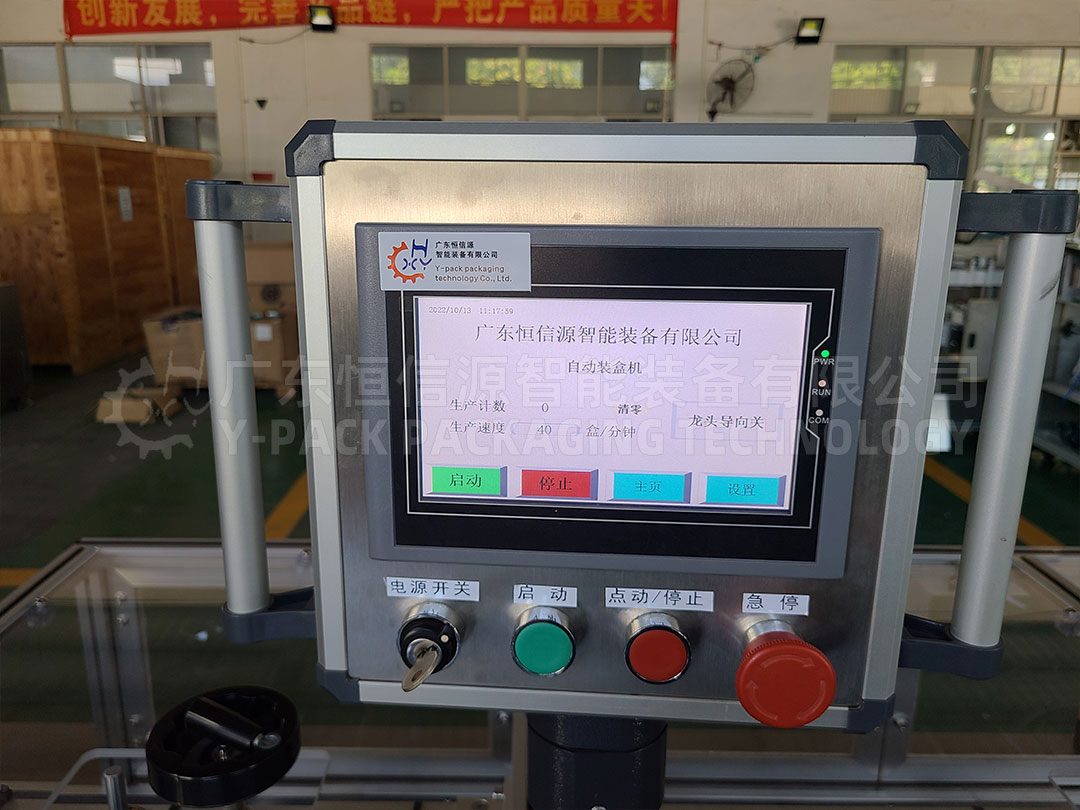 创新发展，完善产品链，严把产品质量关！
广东恒信源
智能装备有限公司
Y-pack packaging
technology Co., Ltd.
2022/10/13 11:17:39
广东恒信源智能装备有限公司
自动装盒机
生产计数 0 清零
生产速度 40 盒/分钟
龙头导向关
启动 停止 主页 设置
PWR
RUN
COM
广东恒信源智能装备有限公司
Y-PACK PACKAGING TECHNOLOGY
电源开关 启动 点动/停止 急停